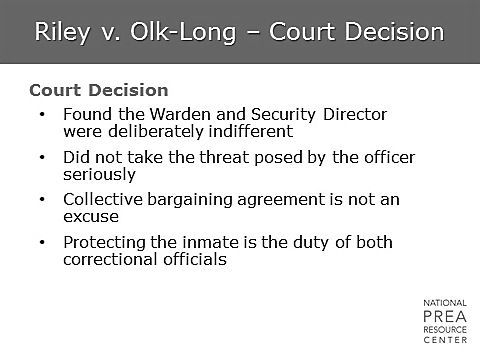 Riley v. Olk-Long – Court Decision
Court Decision
• Found the Warden and Security Director
were deliberately indifferent
• Did not take the threat posed by the officer
seriously
• Collective bargaining agreement is not an
excuse
• Protecting the inmate is the duty of both
correctional officials
NATIONAL
PREA
RESOURCE
CENTER